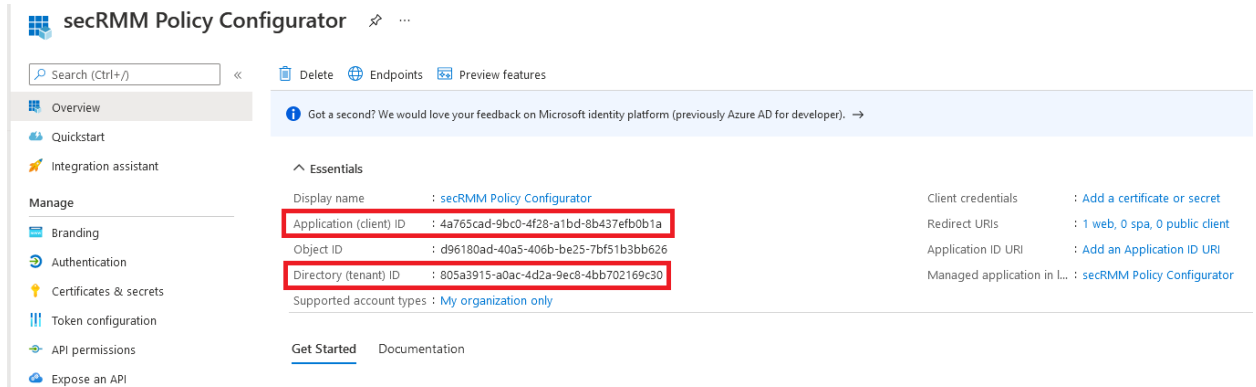 secRMM Policy Configurator
Search (Ctrl+/)
«
Overview
Quickstart
Integration assistant
Manage
Branding
Authentication
Certificates & secrets
Token configuration
API permissions
Expose an API
Delete Endpoints Preview features
Got a second? We would love your feedback on Microsoft identity platform (previously Azure AD for developer). →
Essentials
Display name : secRMM Policy Configurator
Application (client) ID : 4a765cad-9bc0-4f28-a1bd-8b437efb0b1a
Object ID : d96180ad-40a5-406b-be25-7bf51b3bb626
Directory (tenant) ID : 805a3915-a0ac-4d2a-9ec8-4bb702169c30
Supported account types : My organization only
Client credentials : Add a certificate or secret
Redirect URIs : 1 web, 0 spa, 0 public client
Application ID URI : Add an Application ID URI
Managed application in l... : secRMM Policy Configurator
Get Started Documentation